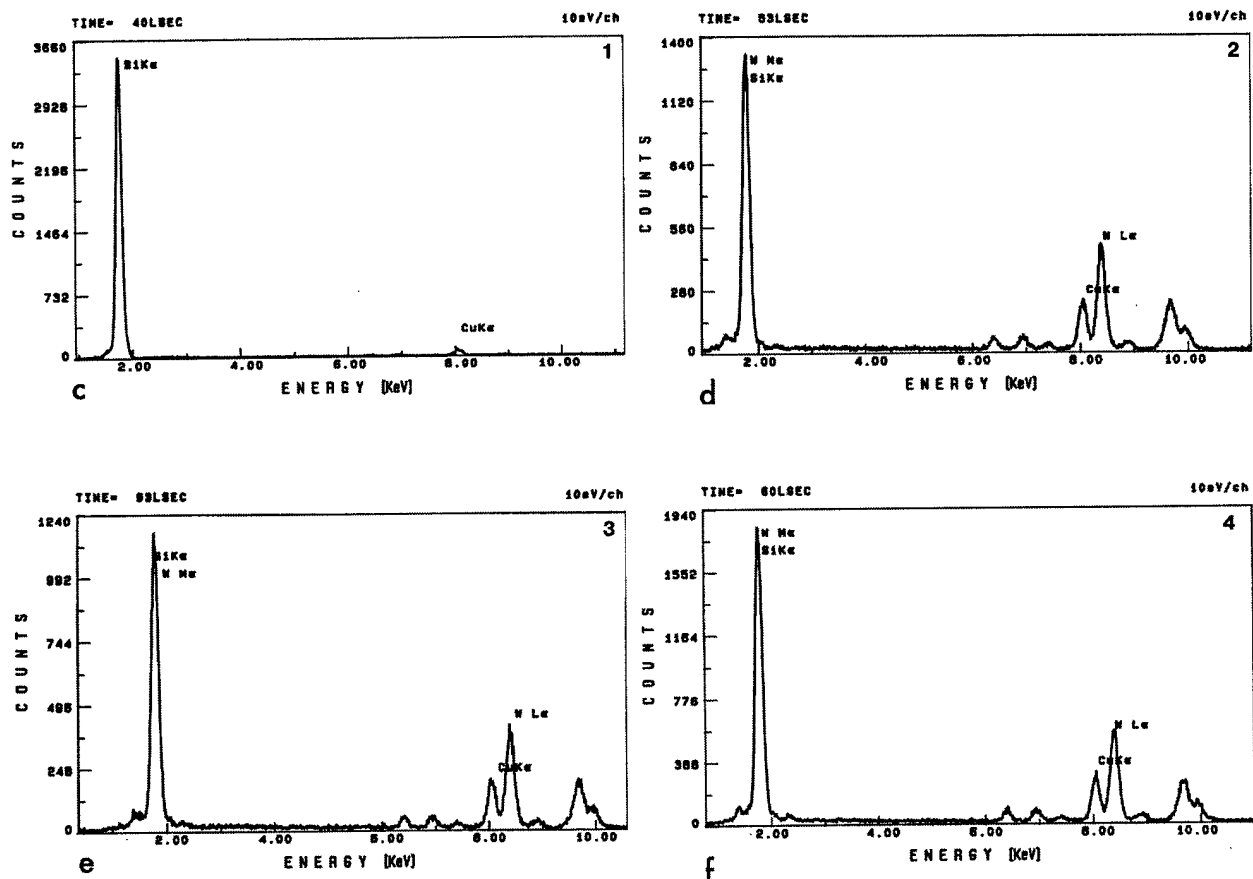 TIME= 40LSEC 10eV/ch
3660
2928
2196
1464
732
0
COUNTS
1
SiKα
CuKα
2.00 4.00 6.00 8.00 10.00
ENERGY [KeV]
c
TIME= 53LSEC 10eV/ch
1400
1120
840
560
280
0
COUNTS
2
W Mα
SiKα
W Lα
CuKα
2.00 4.00 6.00 8.00 10.00
ENERGY [KeV]
d
TIME= 93LSEC 10eV/ch
1240
992
744
496
248
0
COUNTS
3
SiKα
W Mα
W Lα
CuKα
2.00 4.00 6.00 8.00 10.00
ENERGY [KeV]
e
TIME= 60LSEC 10eV/ch
1940
1552
1164
776
388
0
COUNTS
4
W Mα
SiKα
W Lα
CuKα
2.00 4.00 6.00 8.00 10.00
ENERGY [KeV]
f